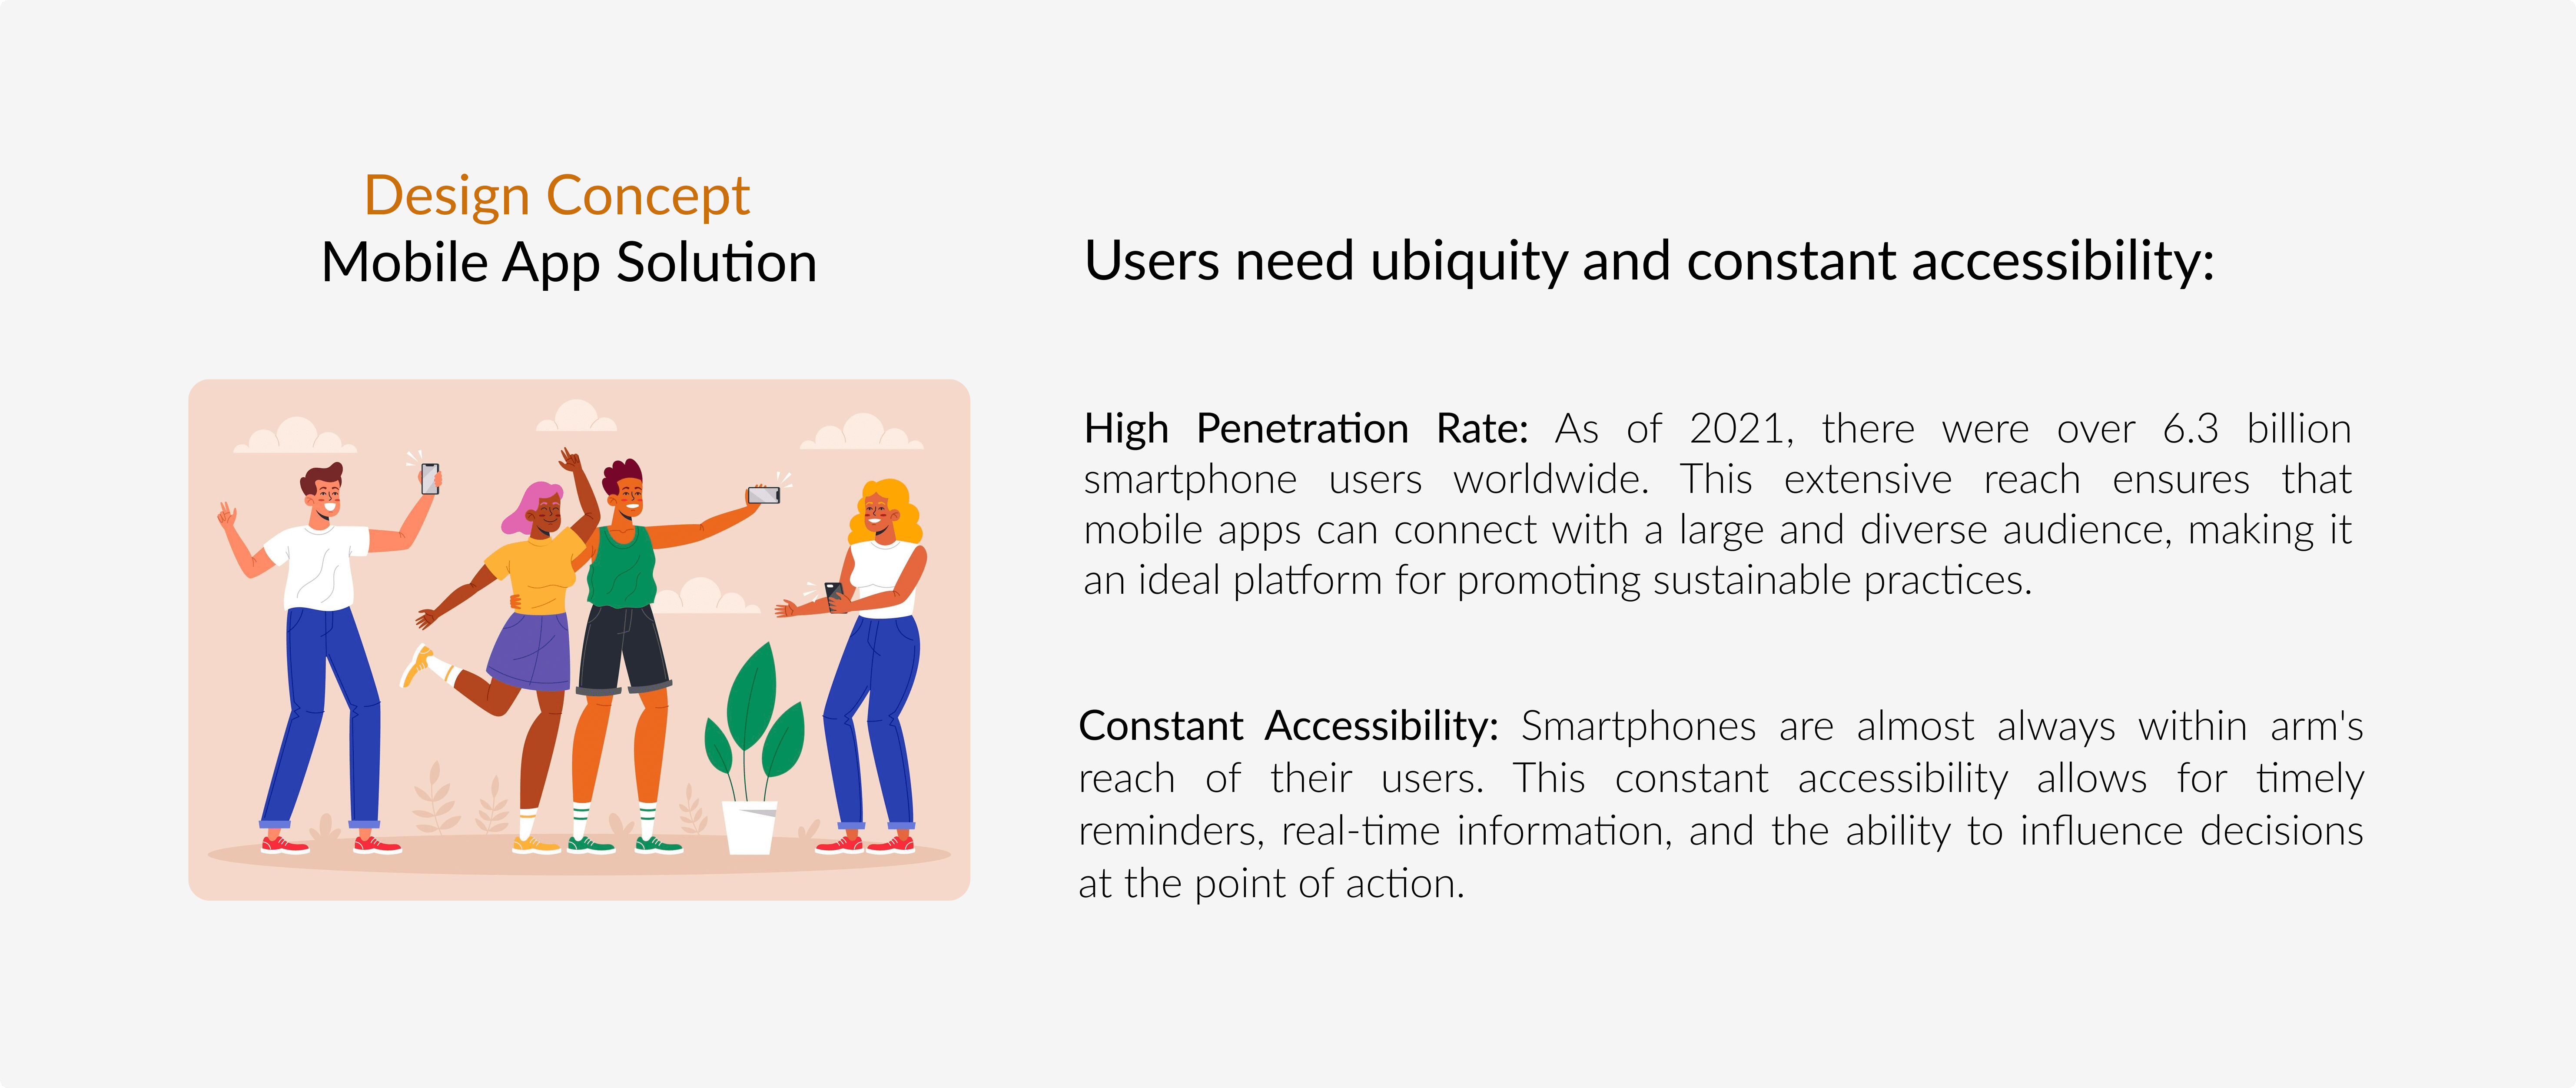 Design Concept
Mobile App Solution
Users need ubiquity and constant accessibility:
High Penetration Rate: As of 2021, there were over 6.3 billion
smartphone users worldwide. This extensive reach ensures that
mobile apps can connect with a large and diverse audience, making it
an ideal platform for promoting sustainable practices.
Constant Accessibility: Smartphones are almost always within arm's
reach of their users. This constant accessibility allows for timely
reminders, real-time information, and the ability to influence decisions
at the point of action.